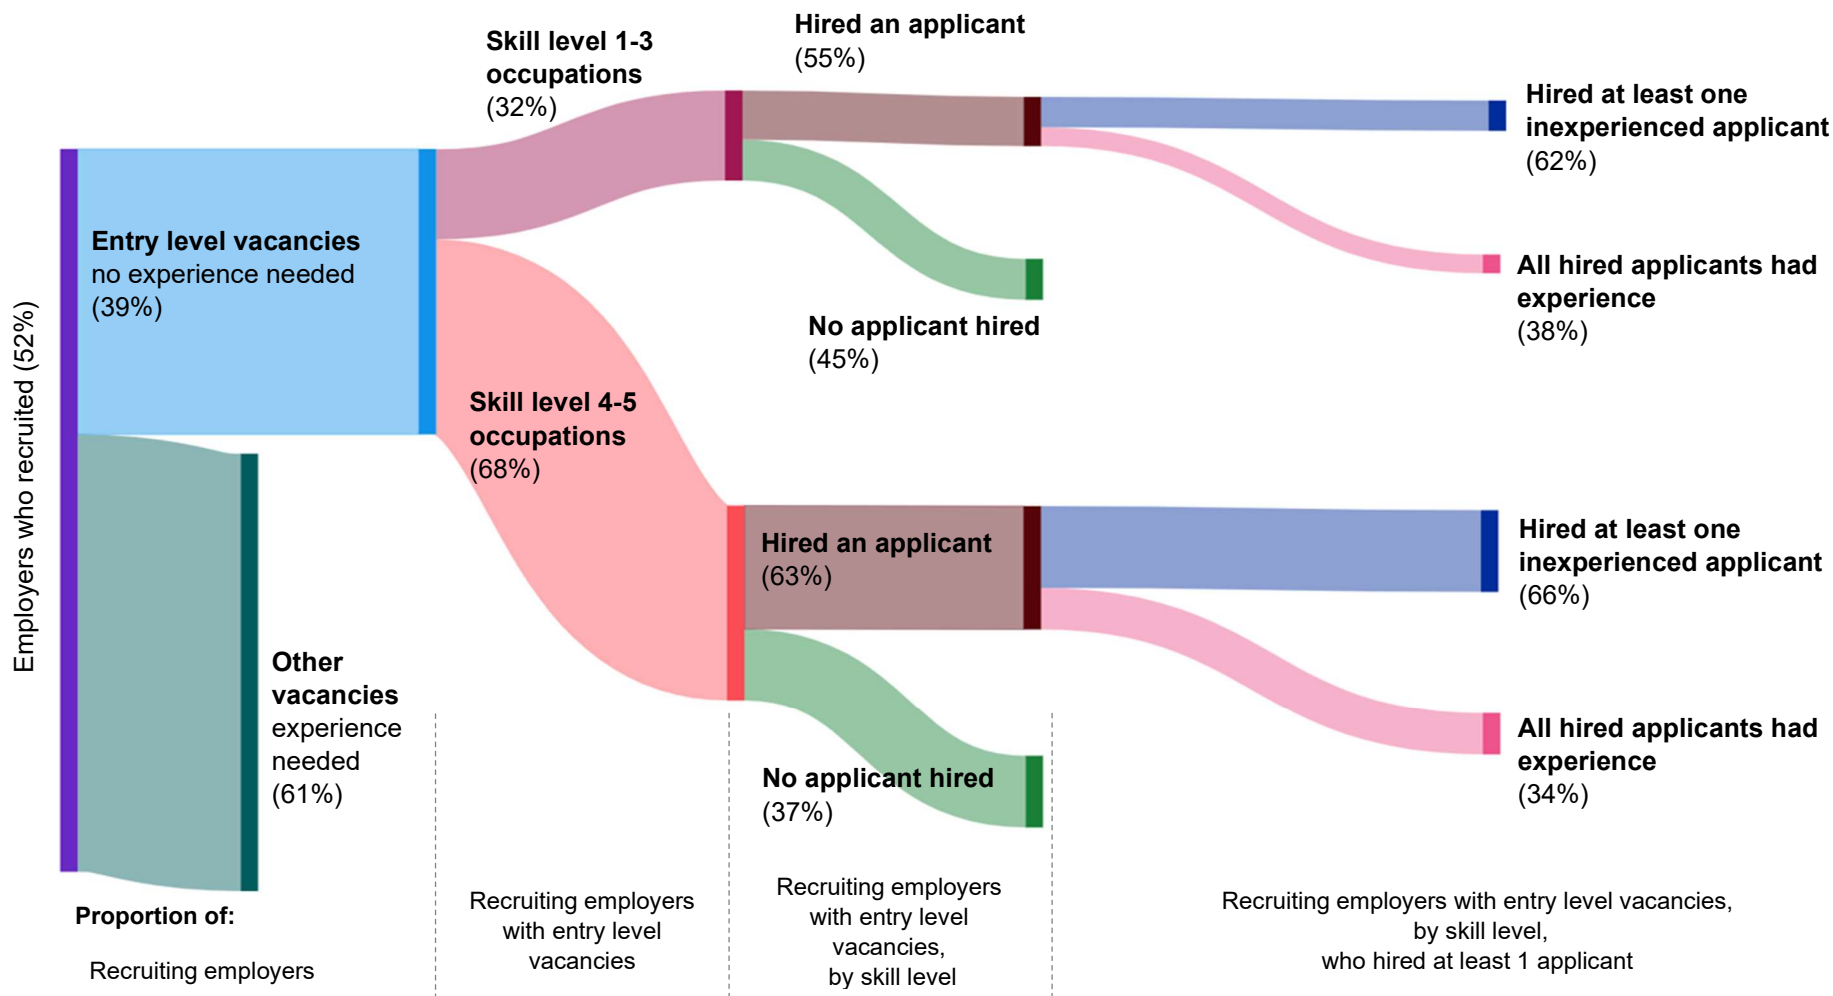 Employers who recruited (52%)
Entry level vacancies
no experience needed
(39%)
Other
vacancies
experience
needed
(61%)
Skill level 1-3
occupations
(32%)
Skill level 4-5
occupations
(68%)
Hired an applicant
(55%)
No applicant hired
(45%)
Hired an applicant
(63%)
No applicant hired
(37%)
Hired at least one
inexperienced applicant
(62%)
All hired applicants had
experience
(38%)
Hired at least one
inexperienced applicant
(66%)
All hired applicants had
experience
(34%)
Proportion of:
Recruiting employers
Recruiting employers
with entry level
vacancies
Recruiting employers
with entry level
vacancies,
by skill level
Recruiting employers with entry level vacancies,
by skill level,
who hired at least 1 applicant